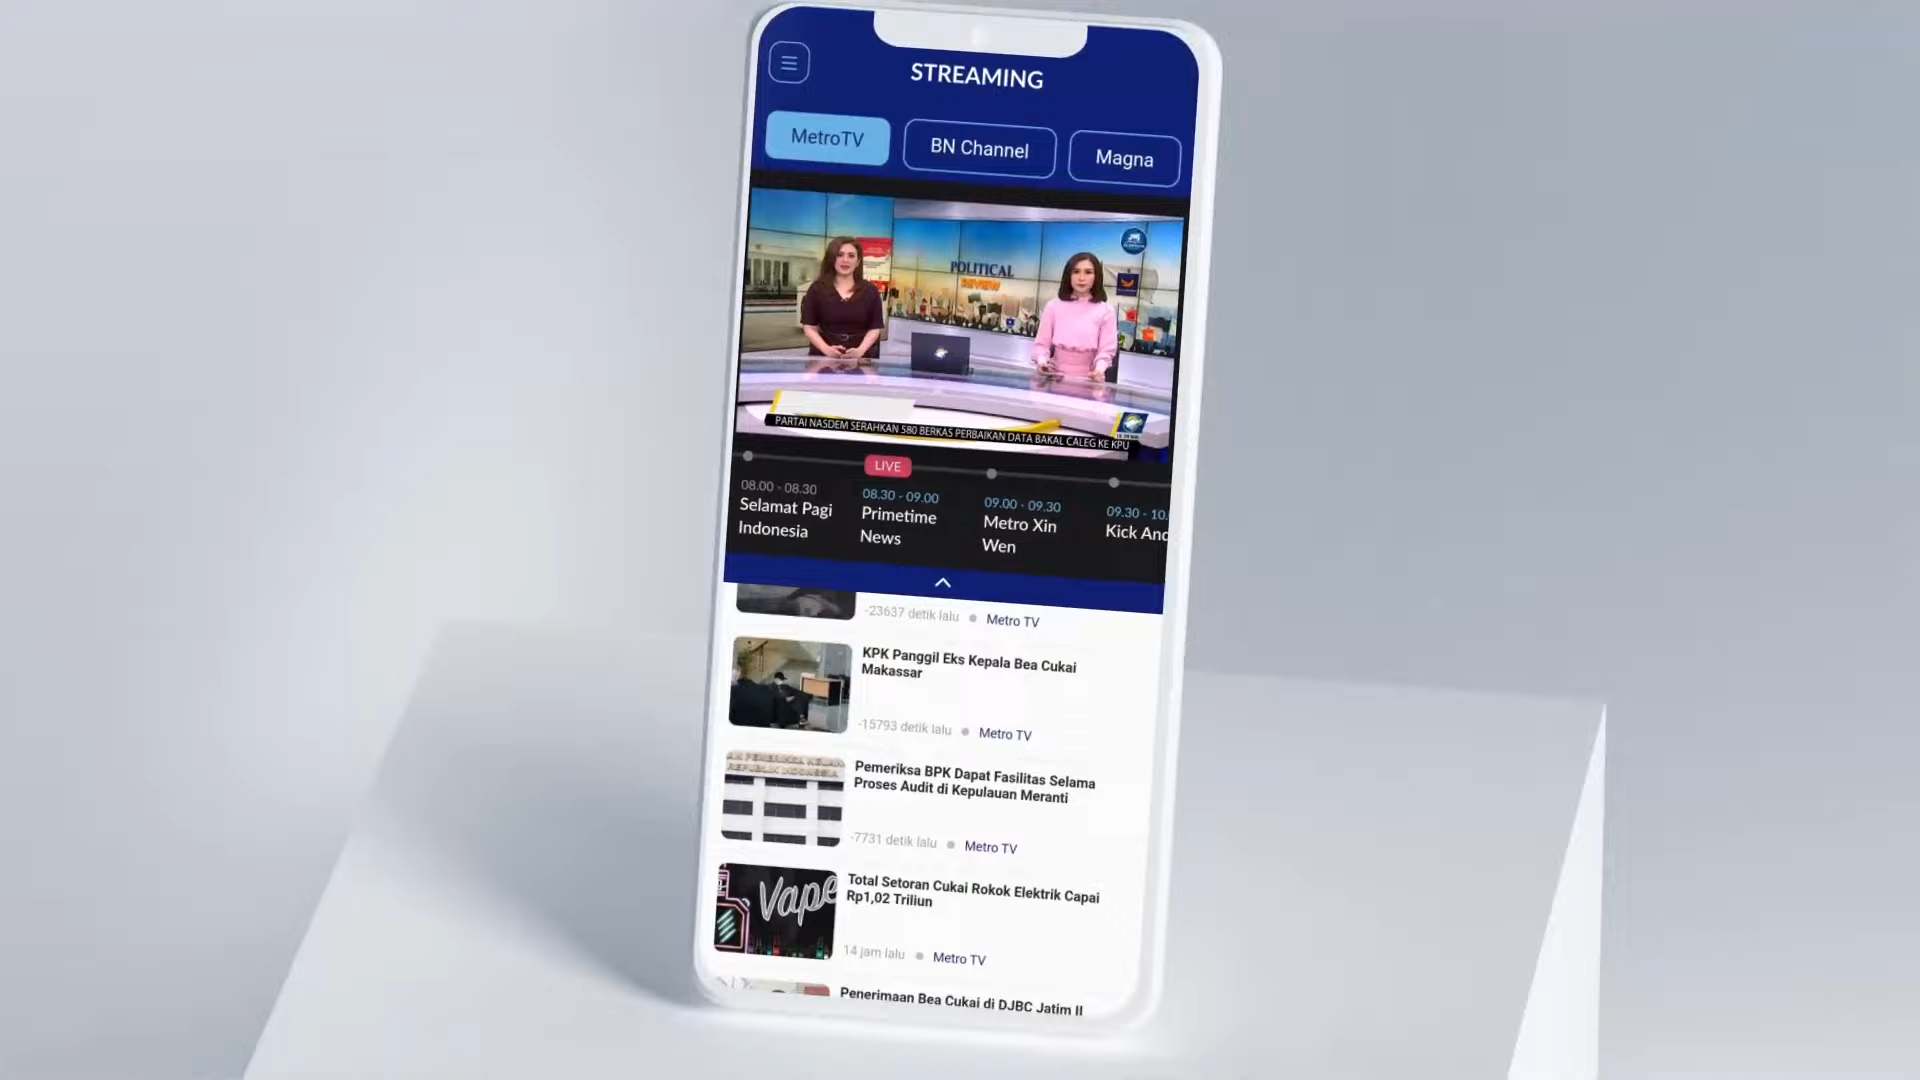 STREAMING
MetroTV
BN Channel
Magna
POLITICAL
REVIEW
PARTAI NASDEM SERAHKAN 580 BERKAS PERBAIKAN DATA BAKAL CALEG KE KPU
LIVE
08.00 - 08.30
Selamat Pagi
Indonesia
08.30 - 09.00
Primetime
News
09.00 - 09.30
Metro Xin
Wen
09.30 - 10.
Kick And
-23637 detik lalu
Metro TV
KPK Panggil Eks Kepala Bea Cukai
Makassar
-15793 detik lalu
Metro TV
REPUBLIK INDONESIA
Pemeriksa BPK Dapat Fasilitas Selama
Proses Audit di Kepulauan Meranti
-7731 detik lalu
Metro TV
Vape
Total Setoran Cukai Rokok Elektrik Capai
Rp1,02 Triliun
14 jam lalu
Metro TV
Penerimaan Bea Cukai di DJBC Jatim II